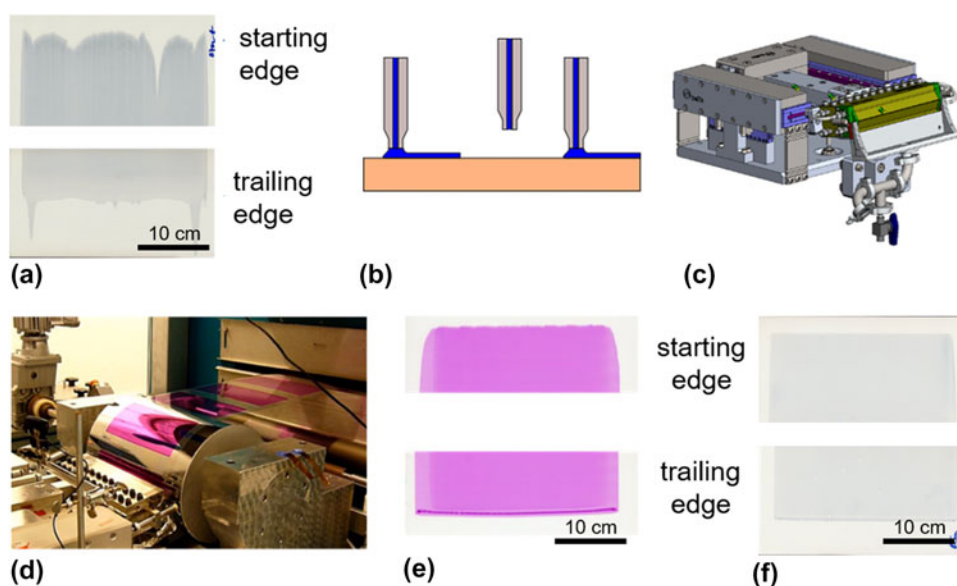 starting
edge
trailing
edge
10 cm
(a)
(b)
(c)
starting
edge
trailing
edge
10 cm
10 cm
(d)
(e)
(f)